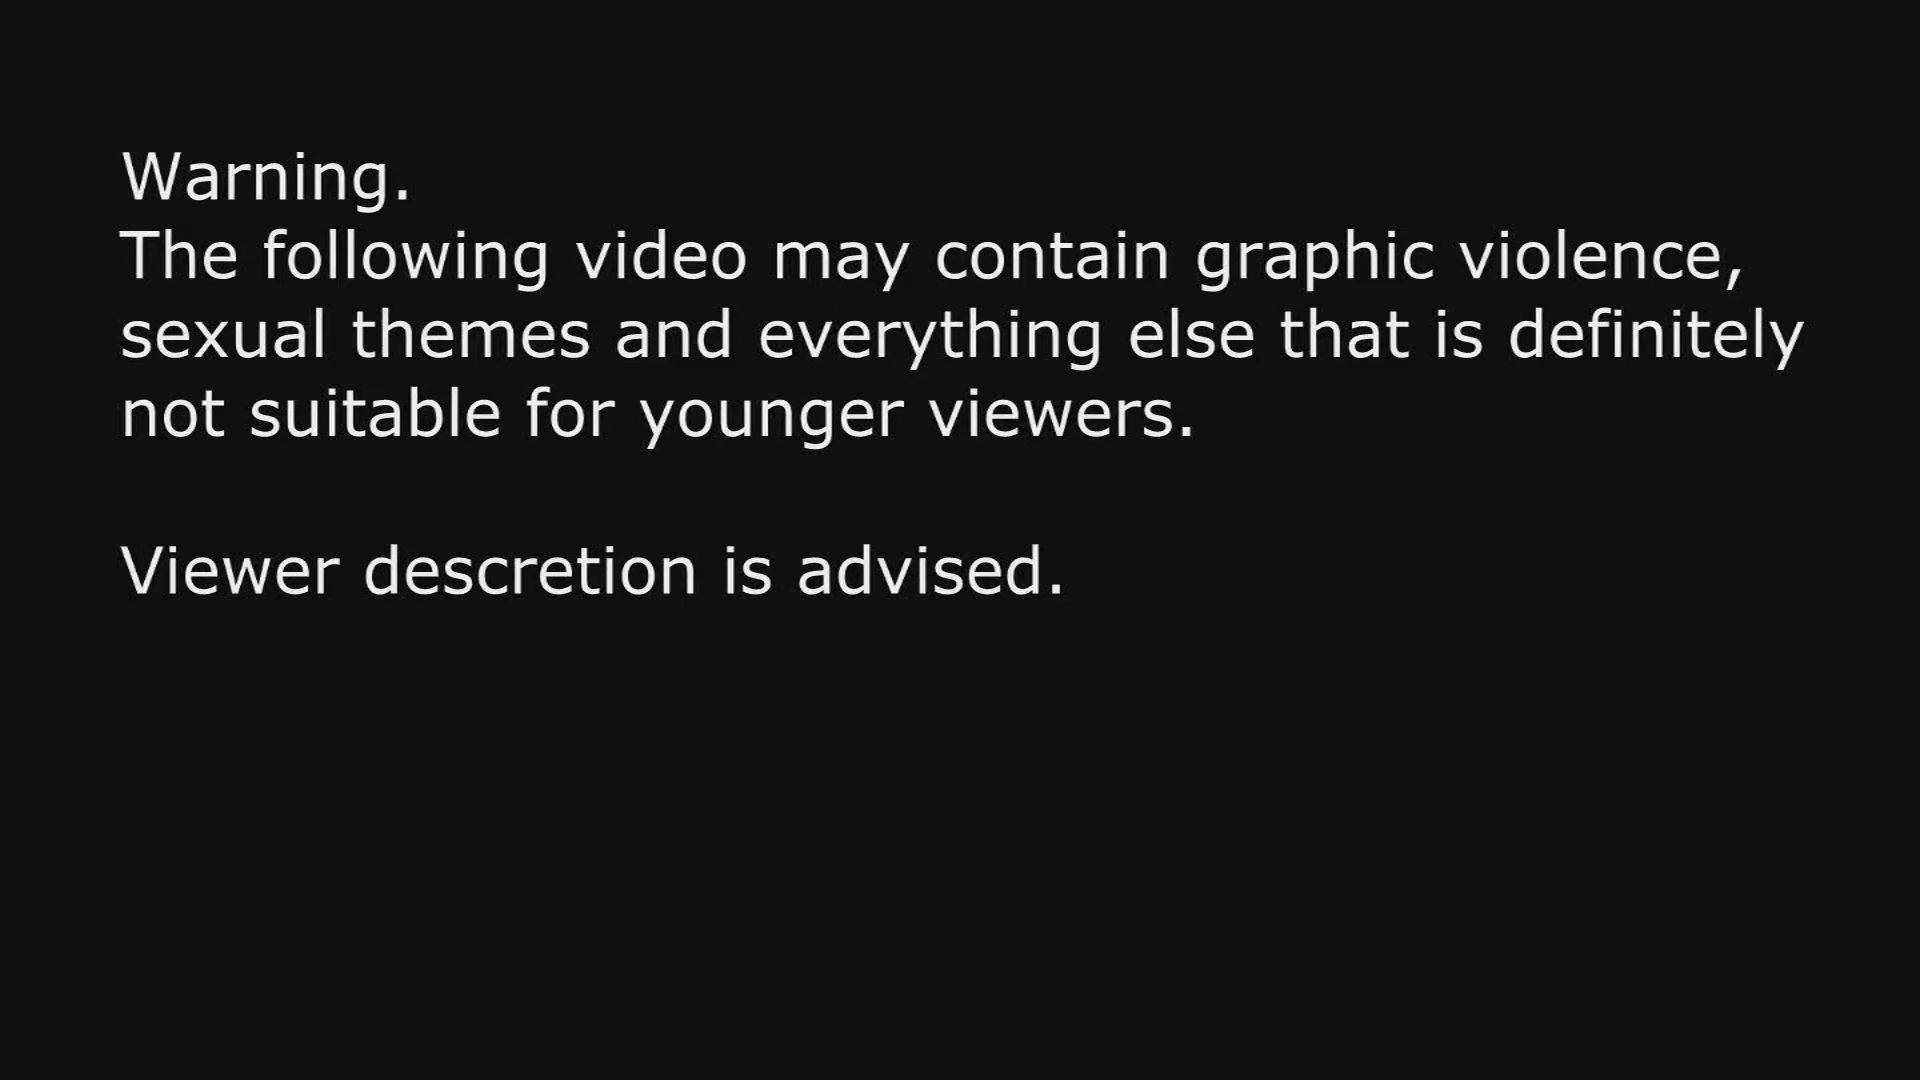 Warning.
The following video may contain graphic violence,
sexual themes and everything else that is definitely
not suitable for younger viewers.
Viewer descretion is advised.